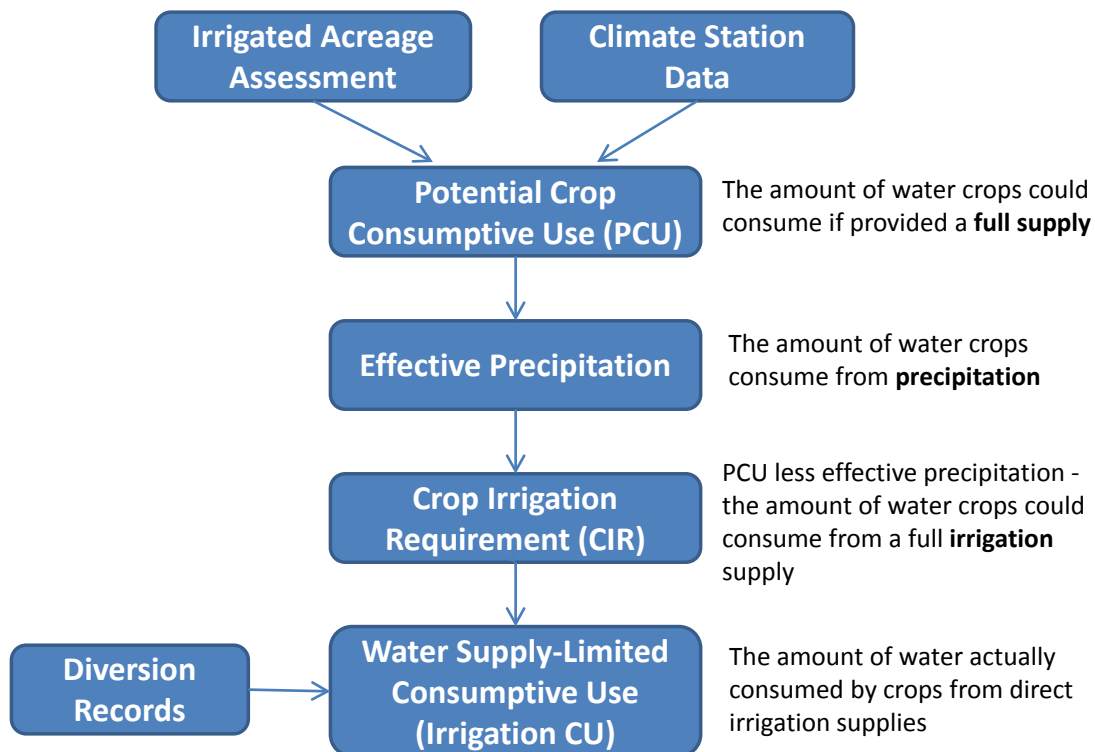 Irrigated Acreage
Assessment
Climate Station
Data
Potential Crop
Consumptive Use (PCU)
The amount of water crops could
consume if provided a full supply
Effective Precipitation
The amount of water crops
consume from precipitation
Crop Irrigation
Requirement (CIR)
PCU less effective precipitation -
the amount of water crops could
consume from a full irrigation
supply
Diversion
Records
Water Supply-Limited
Consumptive Use
(Irrigation CU)
The amount of water actually
consumed by crops from direct
irrigation supplies